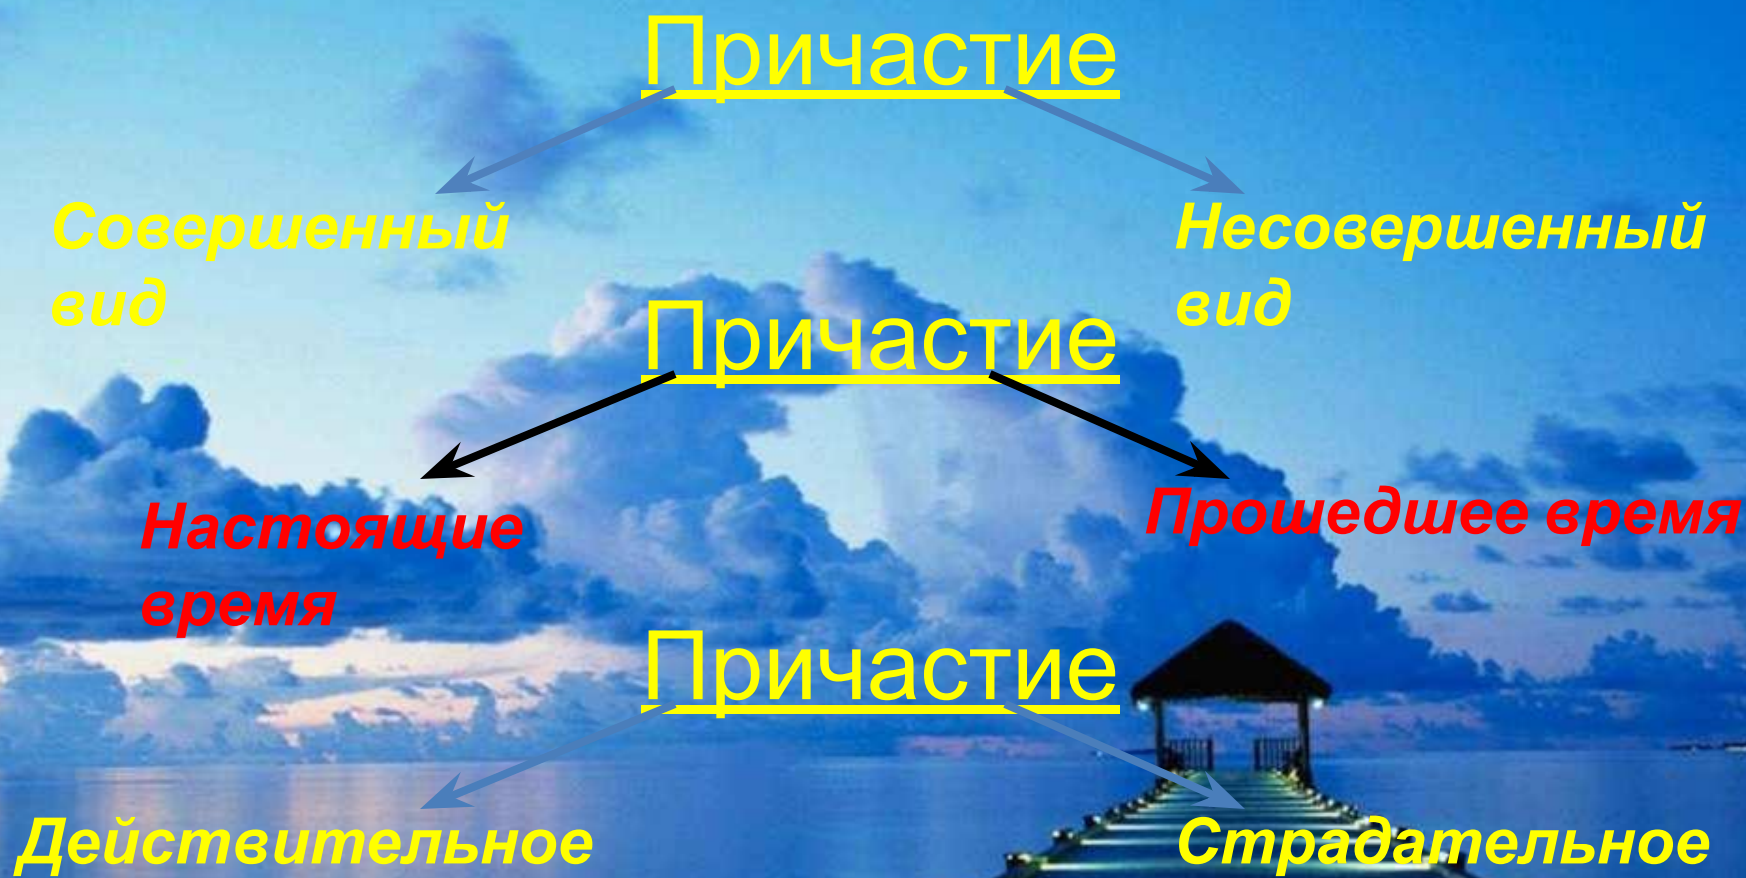 Причастие
Совершенный
вид
Несовершенный
вид
Причастие
Настоящие
время
Прошедшее время
Причастие
Действительное
Страдательное